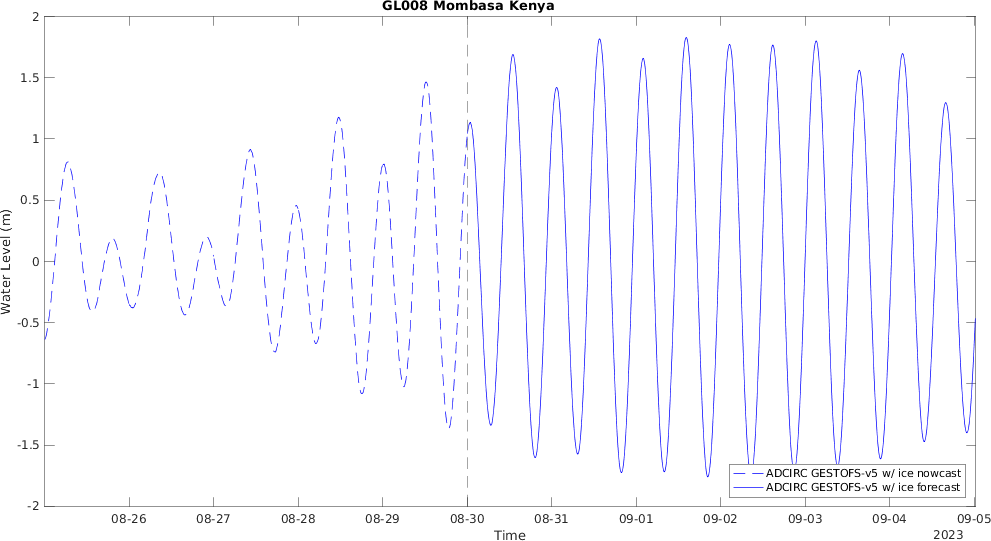 GL008 Mombasa Kenya
2
1.5
1
0.5
0
-0.5
-1
-1.5
-2
Water Level (m)
ADCIRC GESTOFS-v5 w/ ice nowcast
ADCIRC GESTOFS-v5 w/ ice forecast
08-26 08-27 08-28 08-29 08-30 08-31 09-01 09-02 09-03 09-04 09-05
Time
2023